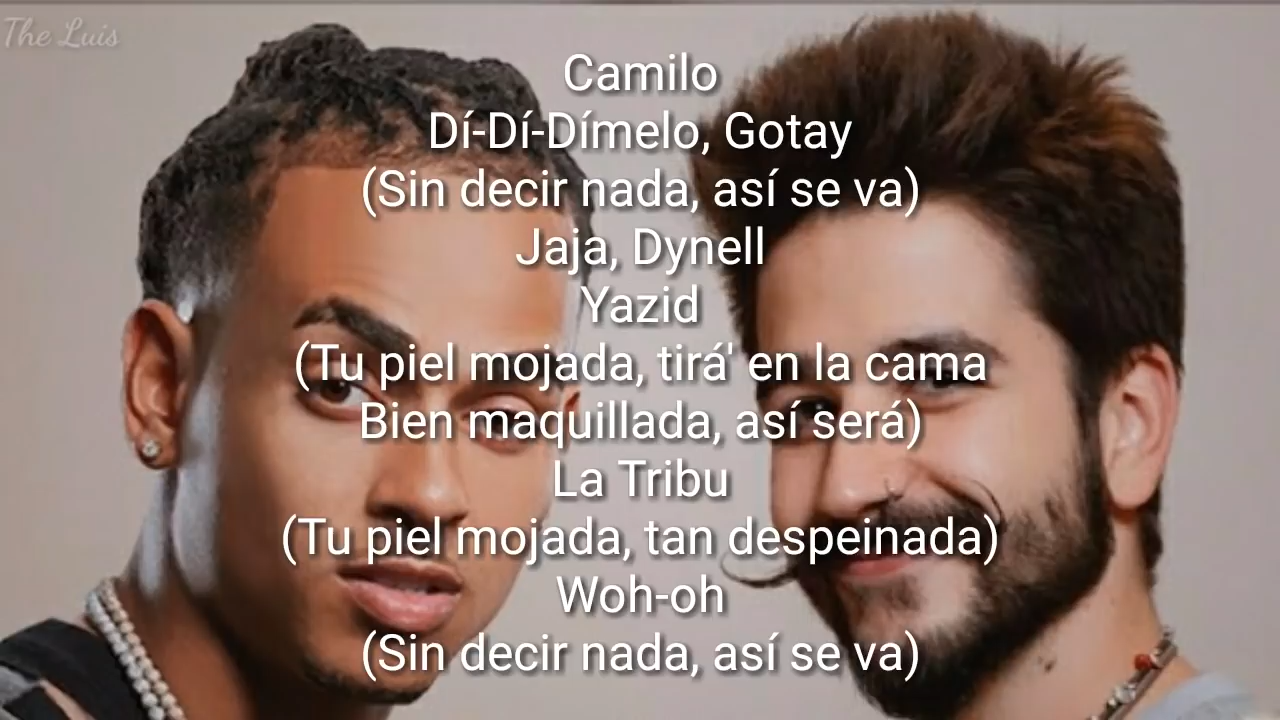 The Luis
Camilo
Dí-Dí-Dímelo, Gotay
(Sin decir nada, así se va)
Jaja, Dynell
Yazid
(Tu piel mojada, tirá' en la cama
Bien maquillada, así será)
La Tribu
(Tu piel mojada, tan despeinada)
Woh-oh
(Sin decir nada, así se va)